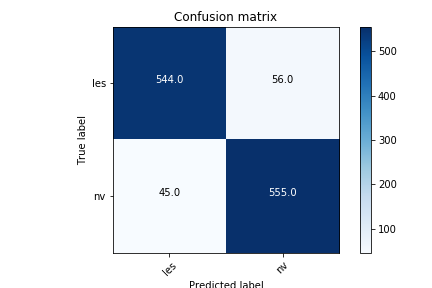 Confusion matrix
les
544.0
56.0
nv
45.0
555.0
True label
les
nv
Predicted label
500
400
300
200
100